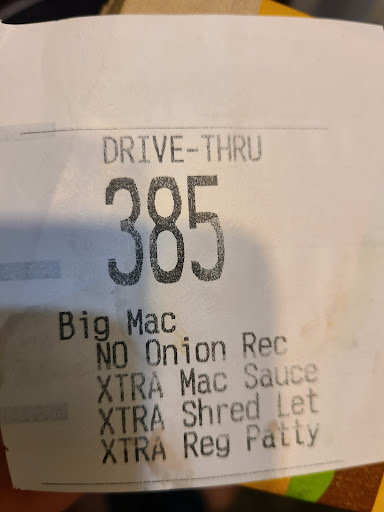 DRIVE-THRU
385
Big Mac
NO Onion Rec
XTRA Mac Sauce
XTRA Shred Let
XTRA Reg Patty